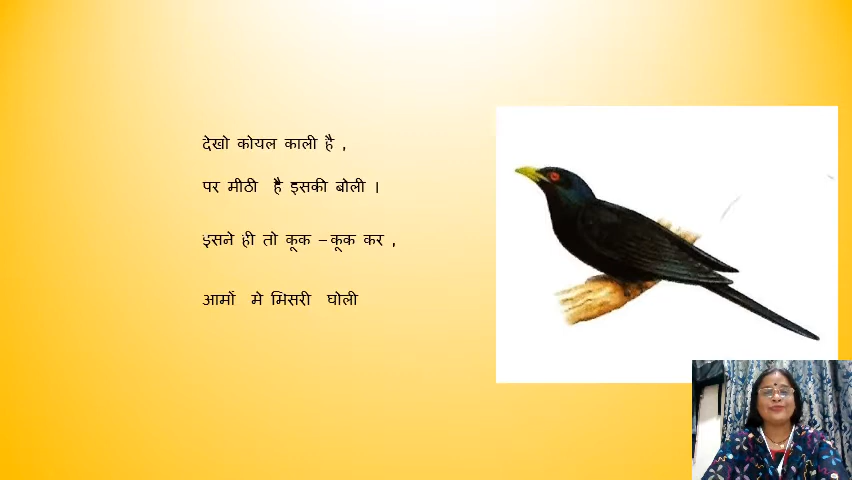 देखो कोयल काली है ,
पर मीठी है इसकी बोली ।
इसने ही तो कूक – कूक कर ,
आमों मे मिसरी घोली